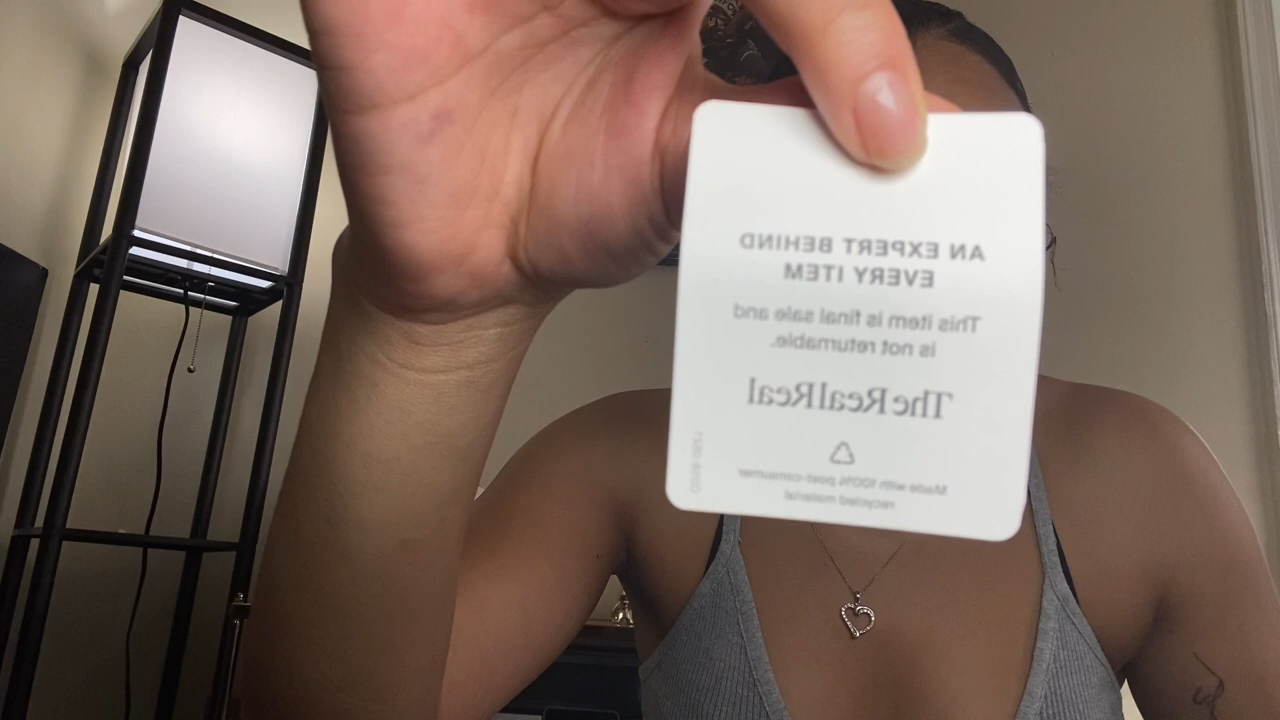 AN EXPERT BEHIND
EVERY ITEM
This item is final sale and
is not returnable.
TheRealReal
Made with 100% post-consumer
recycled material